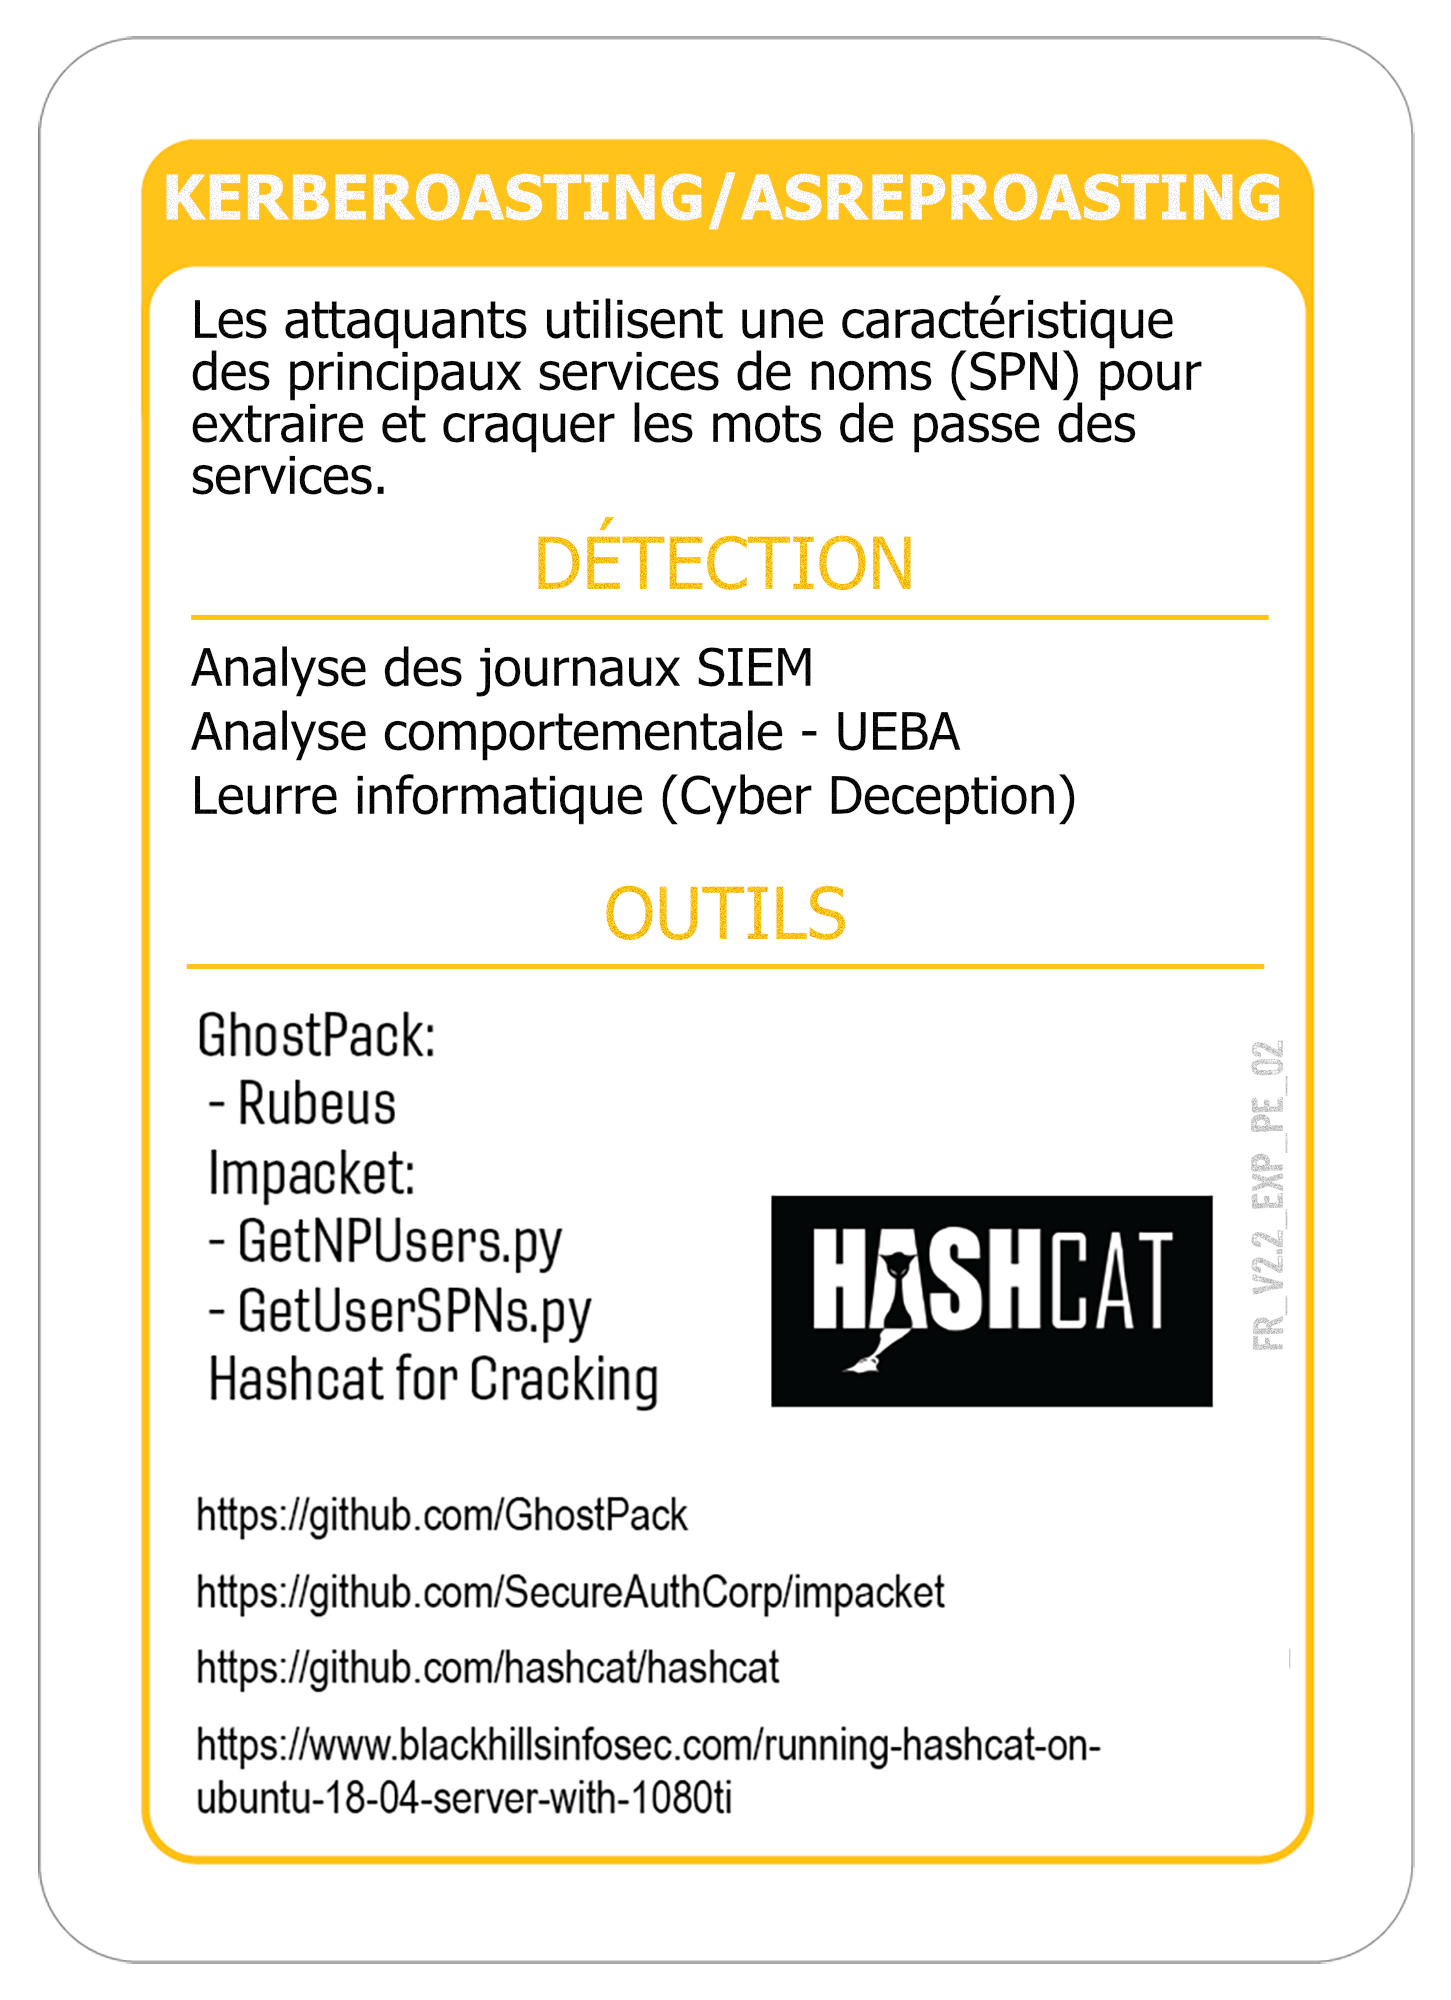 KERBEROASTING/ASREPROASTING
Les attaquants utilisent une caractéristique
des principaux services de noms (SPN) pour
extraire et craquer les mots de passe des
services.
DÉTECTION
Analyse des journaux SIEM
Analyse comportementale - UEBA
Leurre informatique (Cyber Deception)
OUTILS
GhostPack:
- Rubeus
Impacket:
- GetNPUsers.py
- GetUserSPNs.py
Hashcat for Cracking
HASHCAT
FR_V2.2_EXP_PE_02
https://github.com/GhostPack
https://github.com/SecureAuthCorp/impacket
https://github.com/hashcat/hashcat
https://www.blackhillsinfosec.com/running-hashcat-on-
ubuntu-18-04-server-with-1080ti